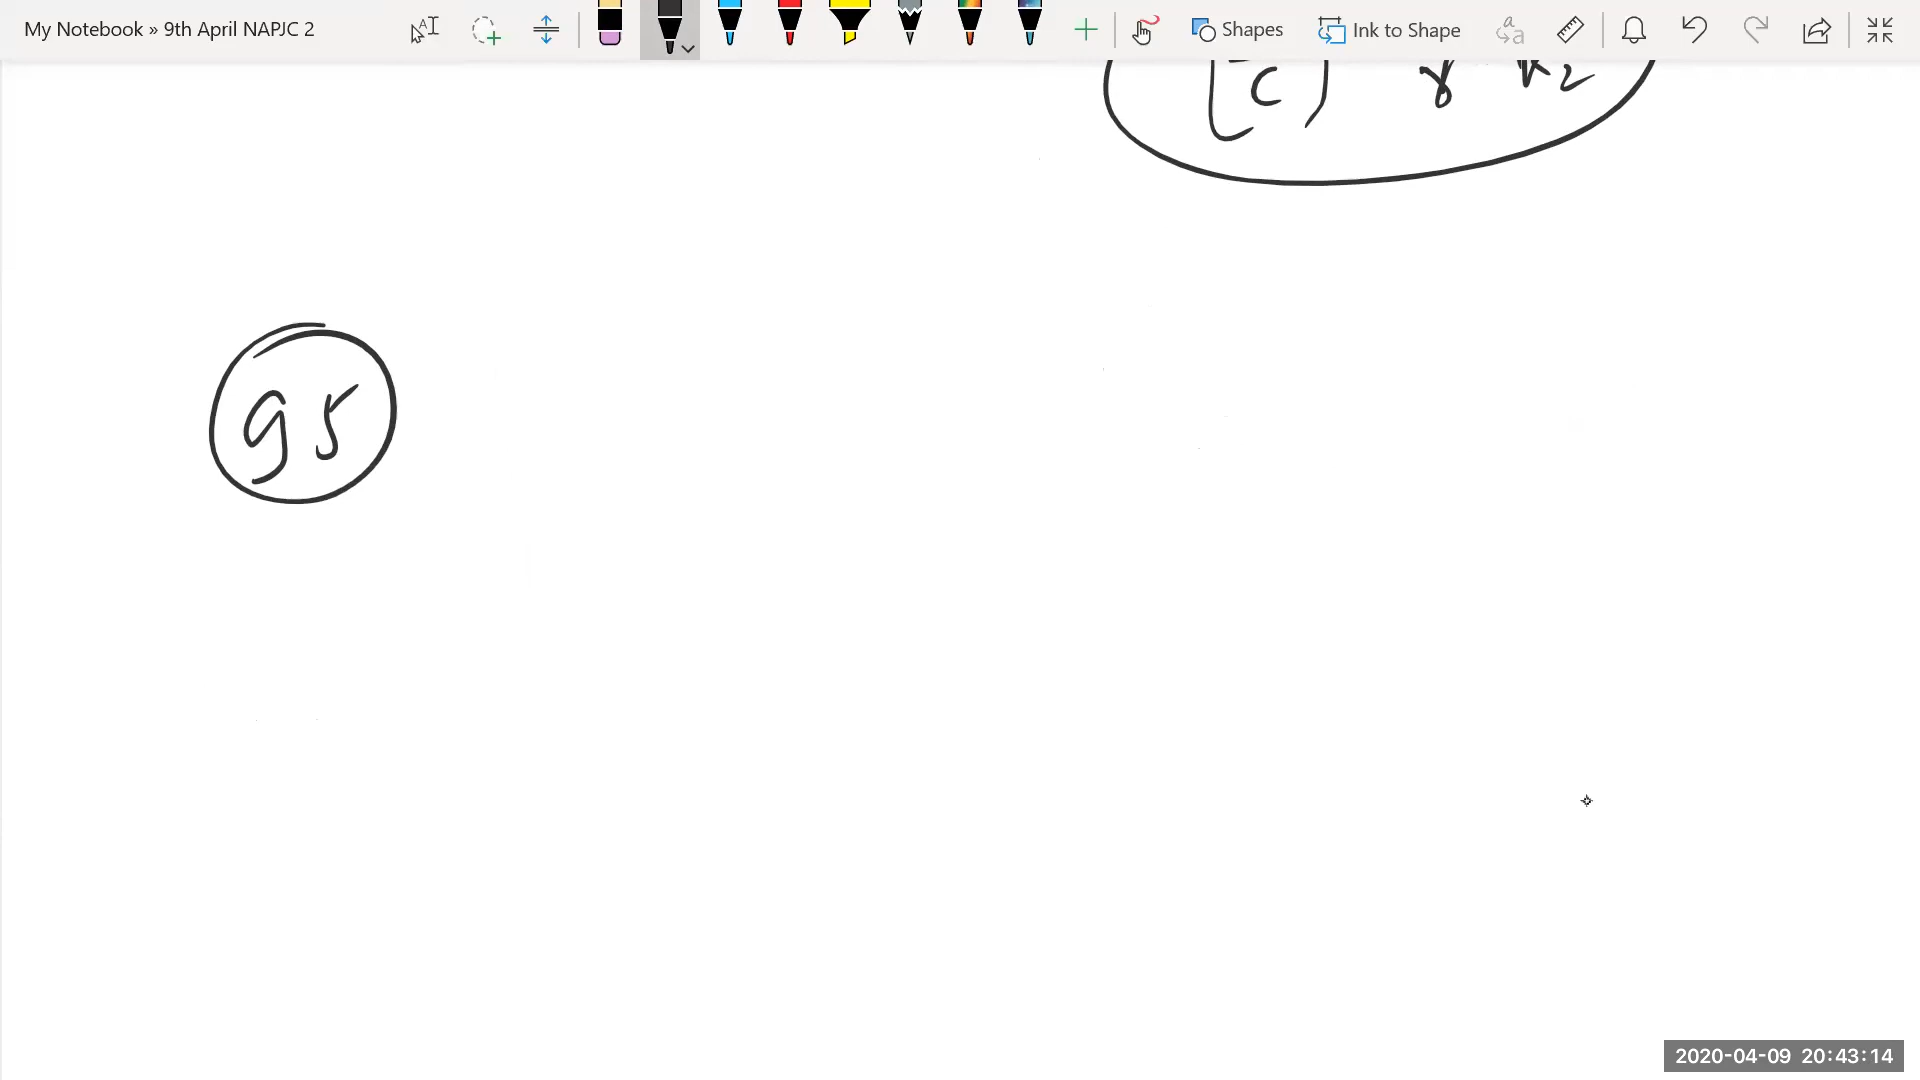 My Notebook » 9th April NAPJC 2
Shapes
Ink to Shape
95
2020-04-09 20:43:14